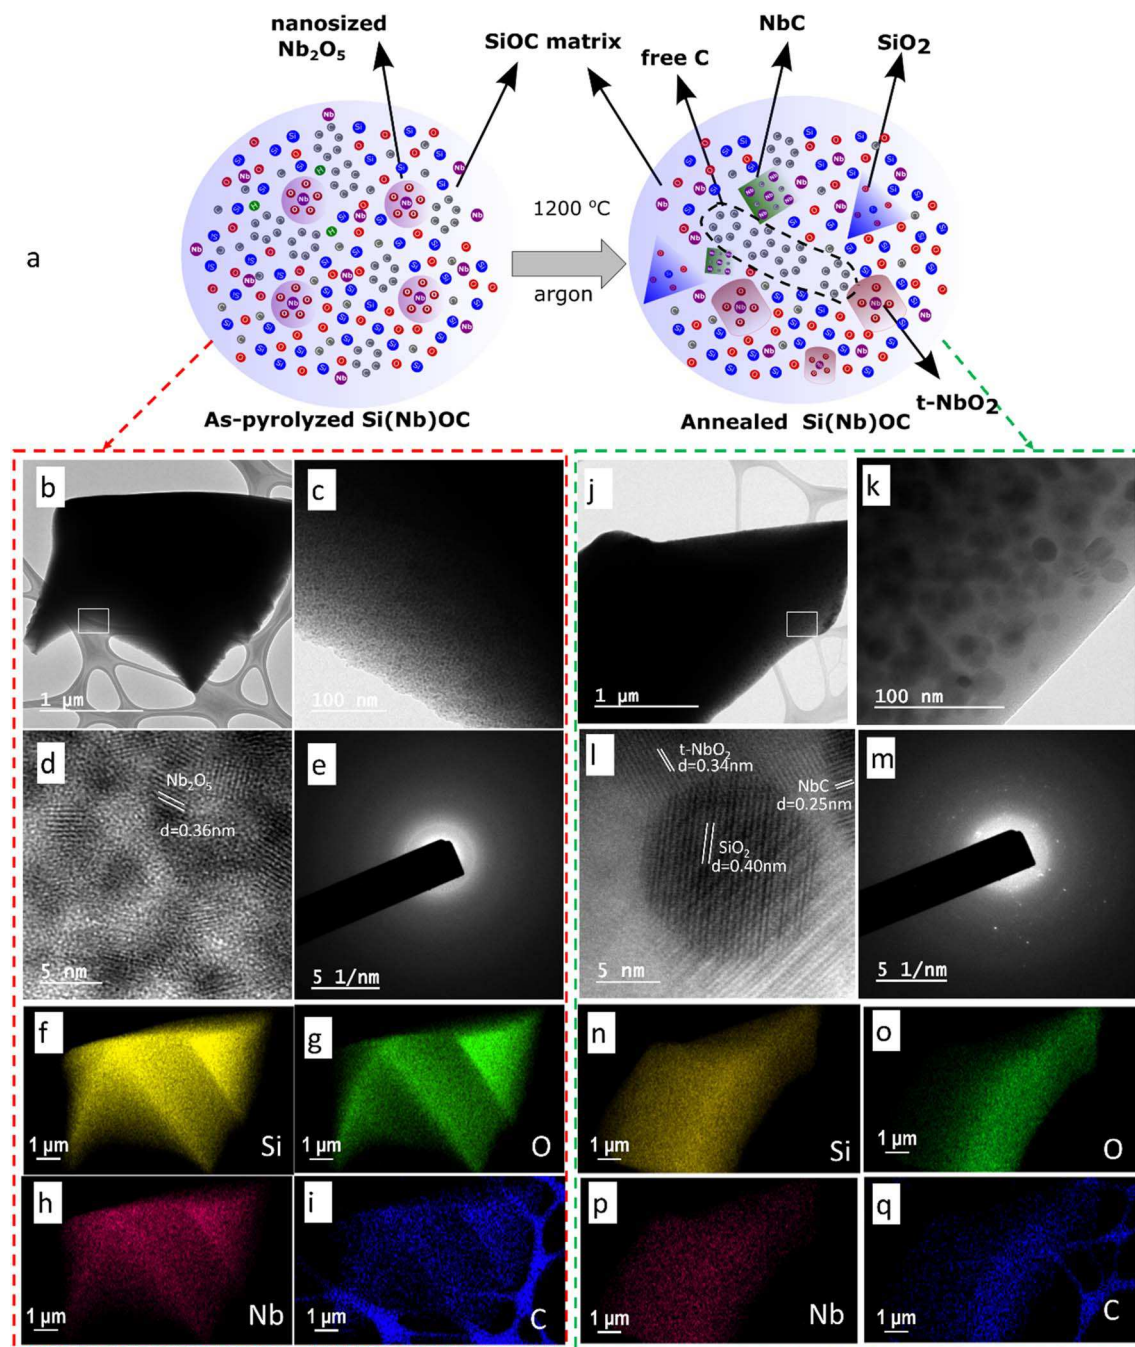 nanosized
Nb₂O₅
SiOC matrix
free C
NbC
SiO₂
a
1200 ºC
argon
t-NbO₂
As-pyrolyzed Si(Nb)OC
Annealed Si(Nb)OC
b
1 µm
c
100 nm
j
1 µm
k
100 nm
d
Nb₂O₅
d=0.36nm
5 nm
e
5 1/nm
l
t-NbO₂
d=0.34nm
NbC
d=0.25nm
SiO₂
d=0.40nm
5 nm
m
5 1/nm
f
1 µm
Si
g
1 µm
O
n
1 µm
Si
o
1 µm
O
h
1 µm
Nb
i
1 µm
C
p
1 µm
Nb
q
1 µm
C